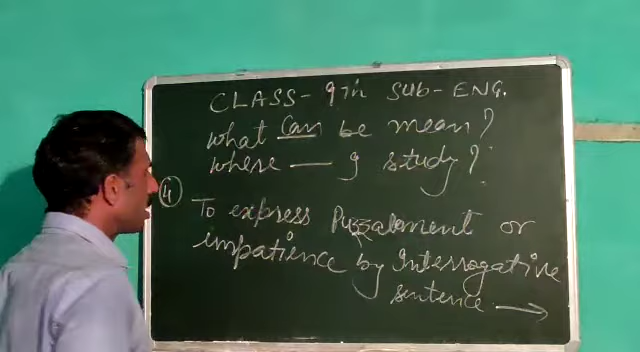 CLASS - 9th SUB - ENG.
What Can be mean?
where — I study?
④ To express Puzzalement or
impatience by Interrogative
sentence →